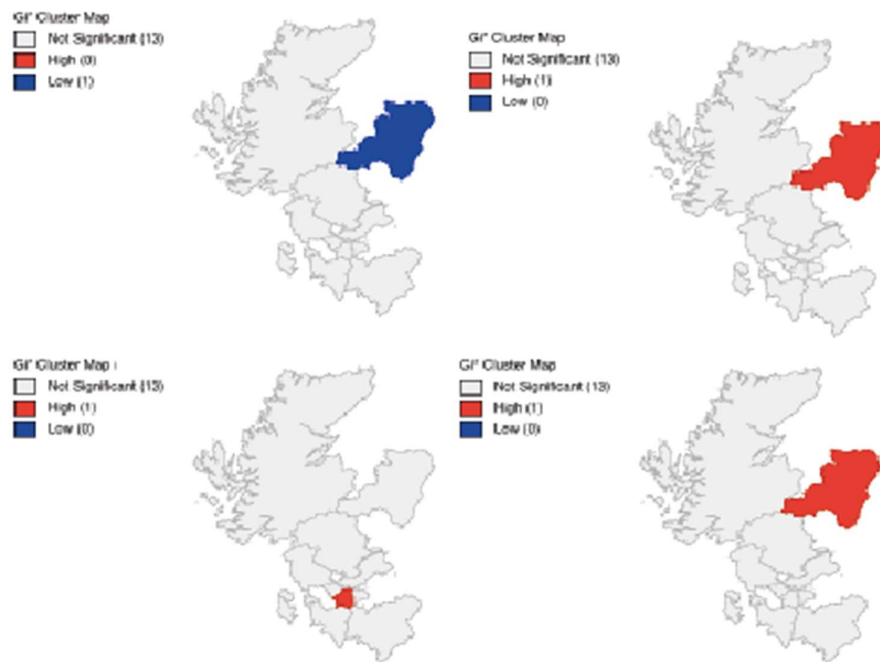 Gi* Cluster Map
Not Significant (13)
High (0)
Low (1)
Gi* Cluster Map
Not Significant (13)
High (1)
Low (0)
Gi* Cluster Map
Not Significant (13)
High (1)
Low (0)
Gi* Cluster Map
Not Significant (13)
High (1)
Low (0)